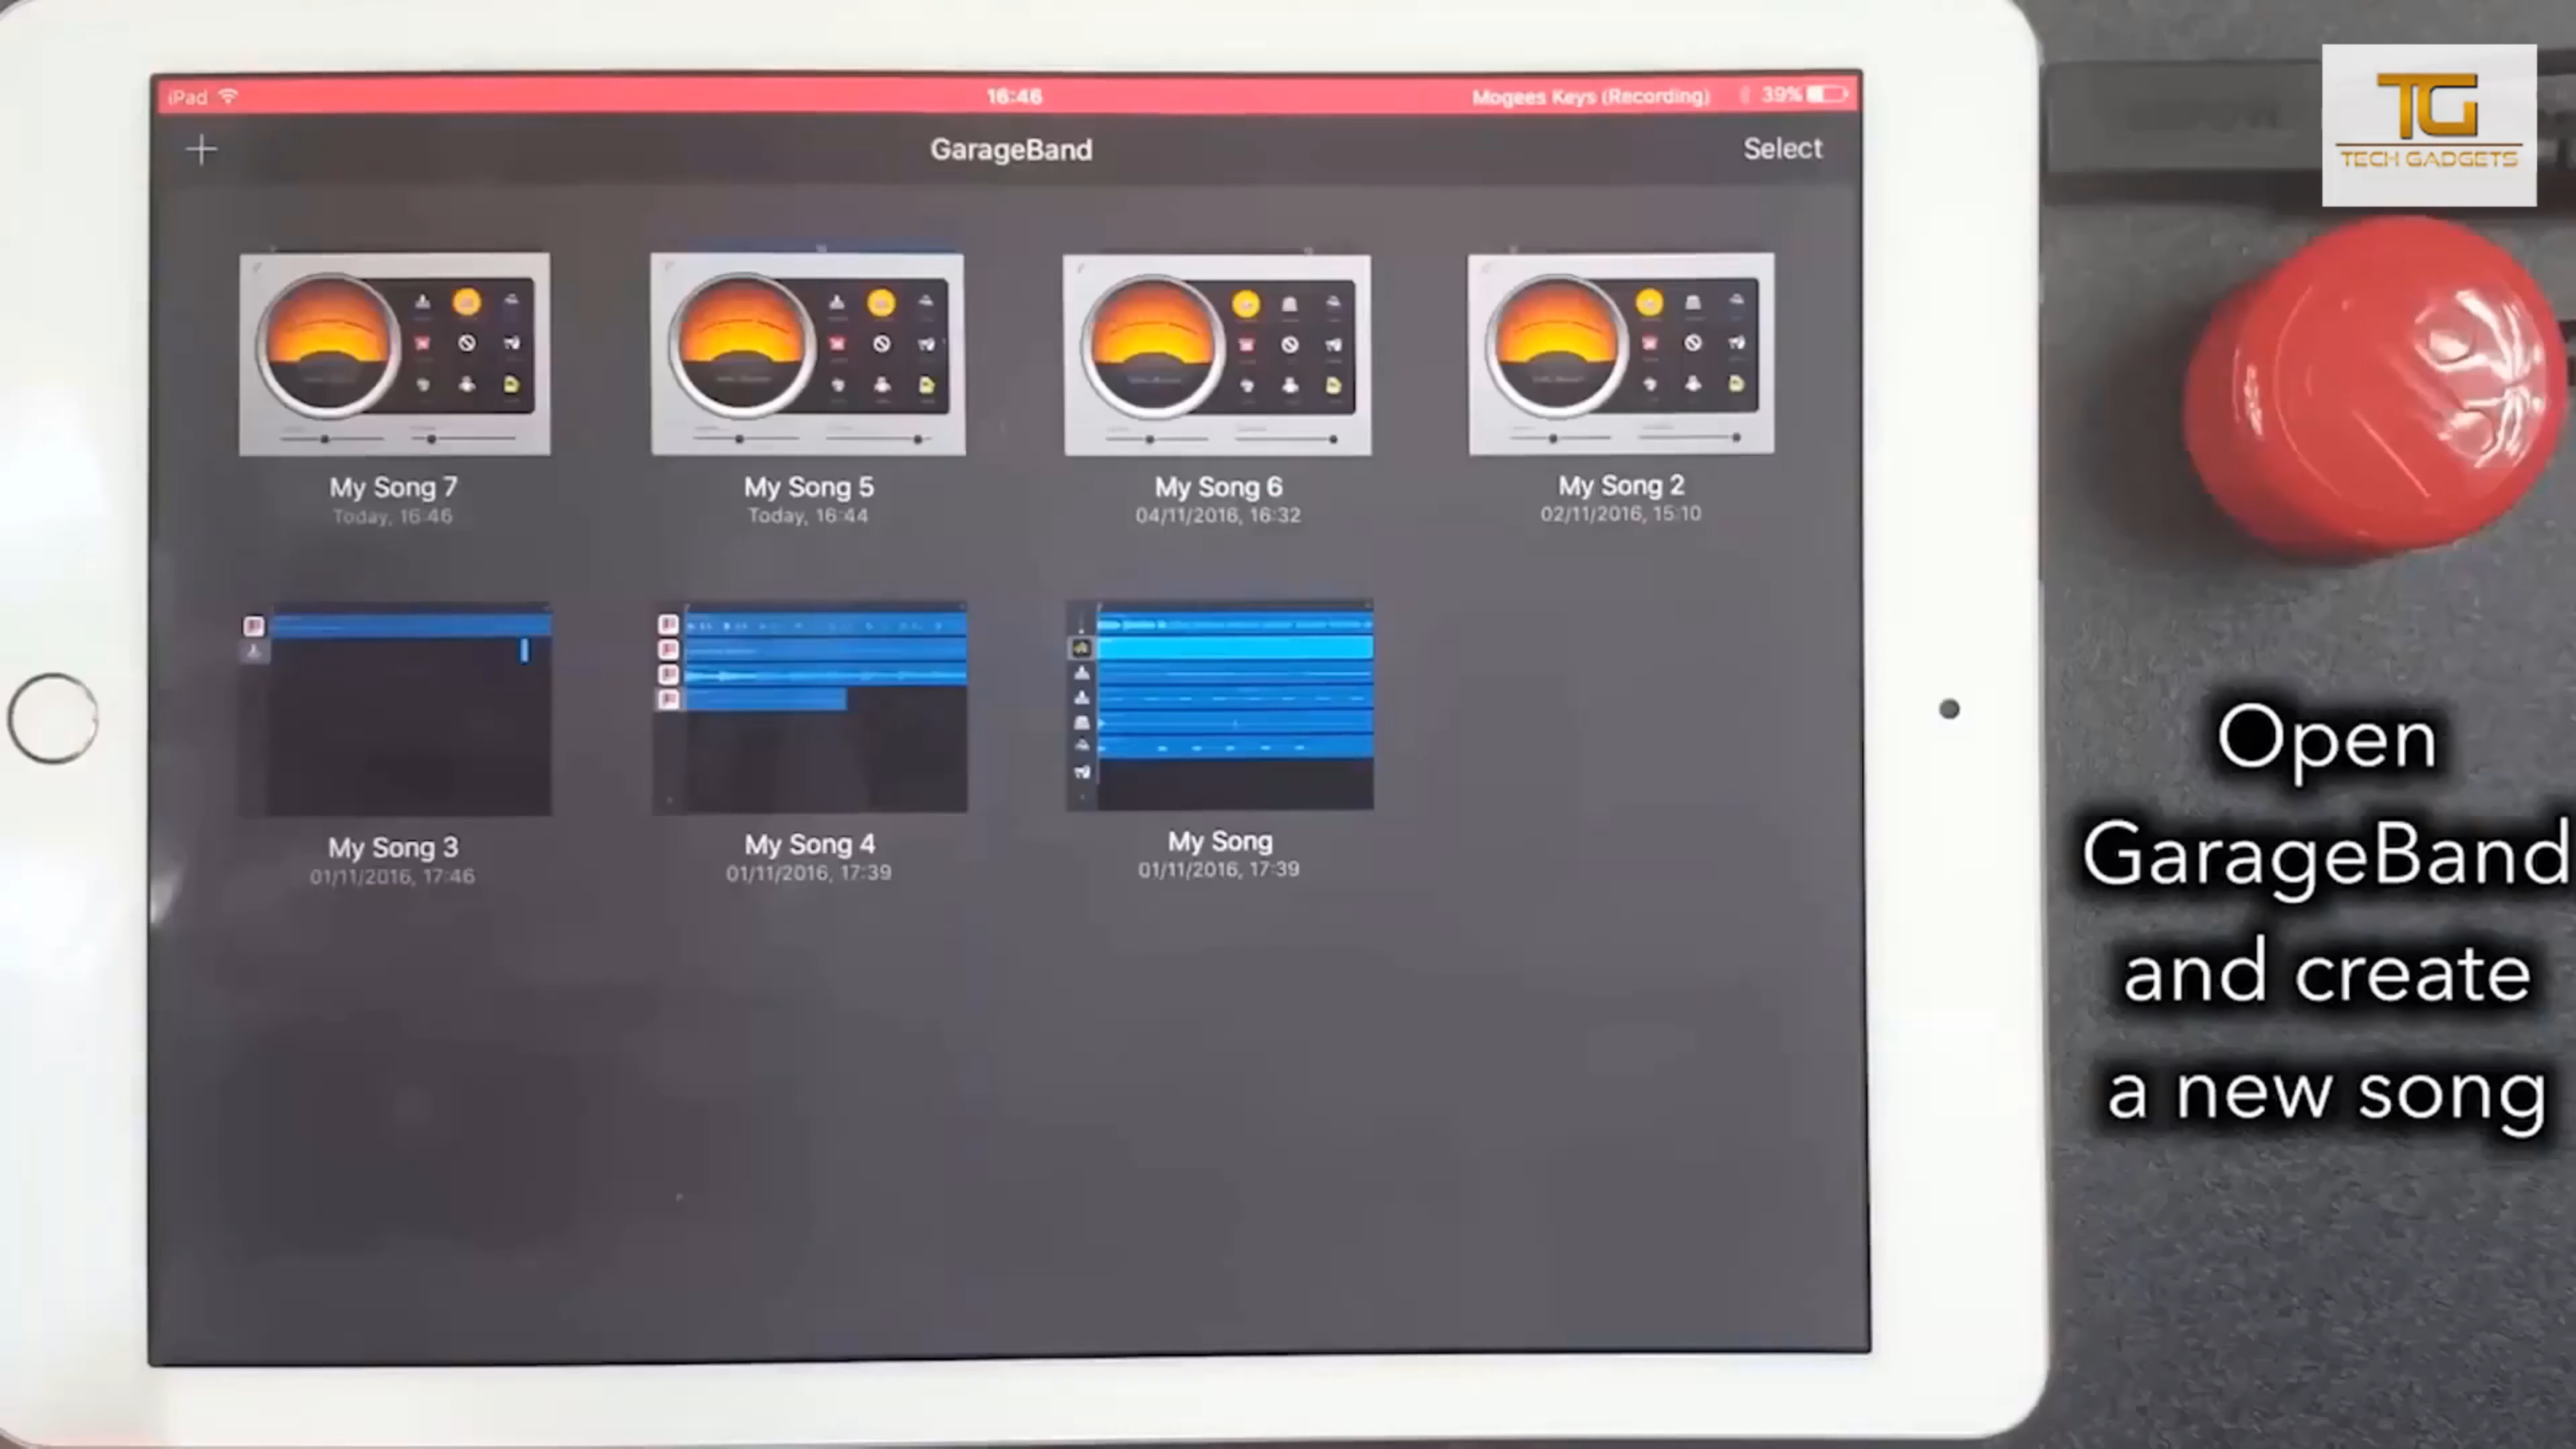 iPad
16:46
Mogees Keys (Recording)
39%
GarageBand
Select
TG
TECH GADGETS
My Song 7
Today, 16:46
My Song 5
Today, 16:44
My Song 6
04/11/2016, 16:32
My Song 2
02/11/2016, 15:10
My Song 3
01/11/2016, 17:46
My Song 4
01/11/2016, 17:39
My Song
01/11/2016, 17:39
Open
GarageBand
and create
a new song